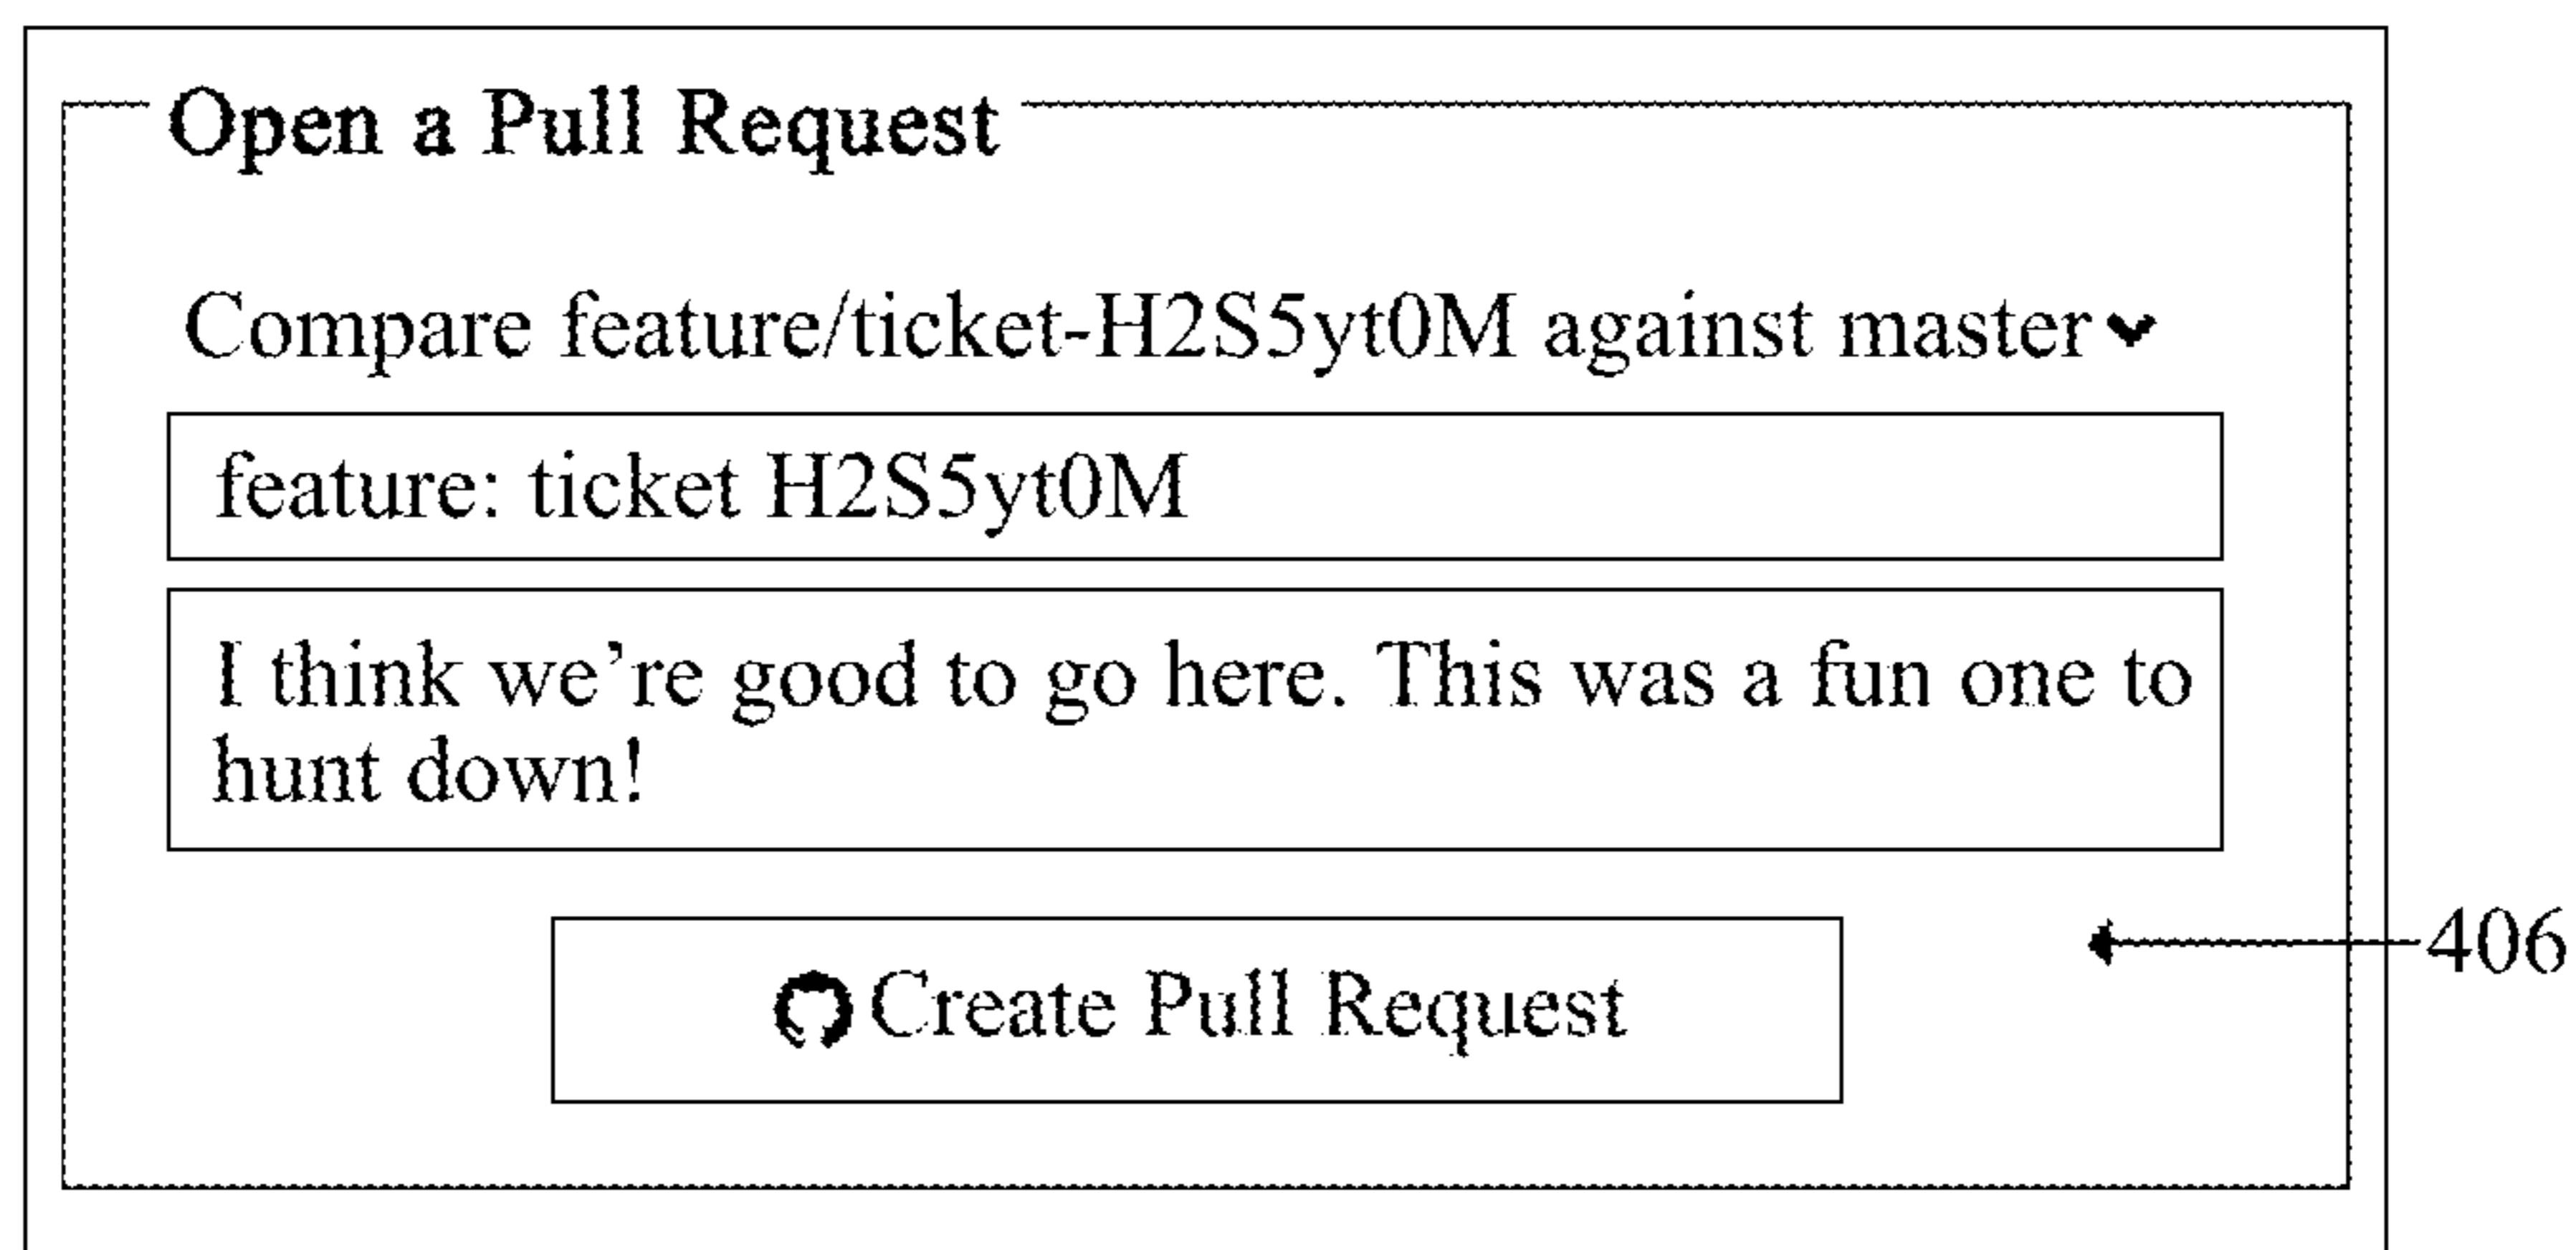 Open a Pull Request
Compare feature/ticket-H2S5yt0M against master
feature: ticket H2S5yt0M
I think we’re good to go here. This was a fun one to
hunt down!
Create Pull Request
406